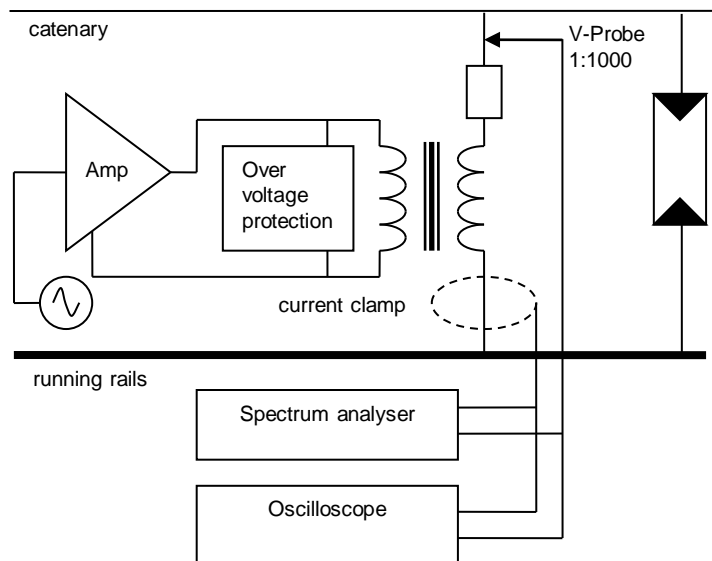 catenary
V-Probe
1:1000
Amp
Over
voltage
protection
current clamp
running rails
Spectrum analyser
Oscilloscope